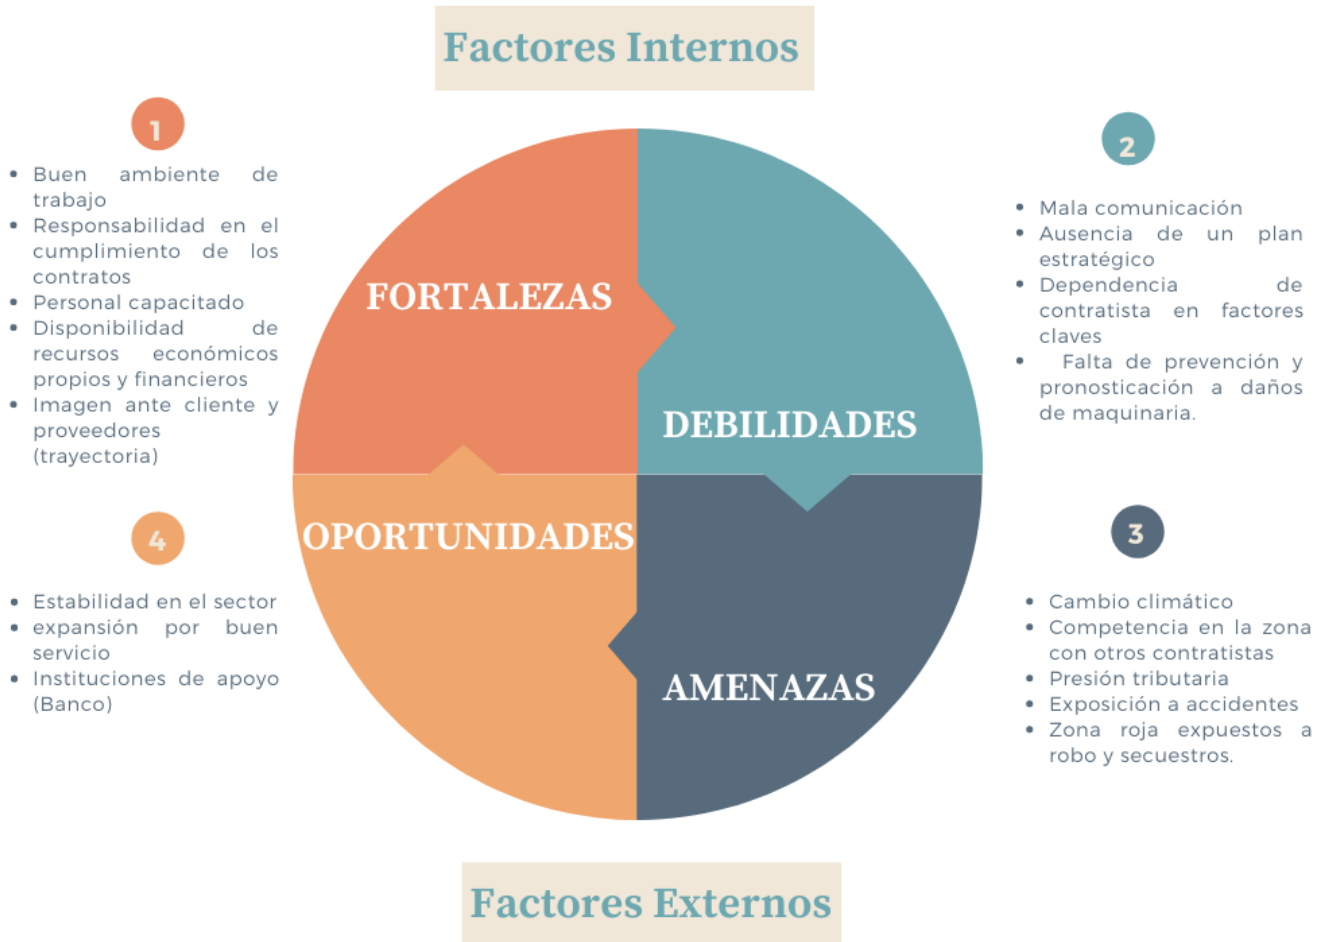 Factores Internos
1
• Buen ambiente de
trabajo
• Responsabilidad en el
cumplimiento de los
contratos
• Personal capacitado
• Disponibilidad de
recursos económicos
propios y financieros
• Imagen ante cliente y
proveedores
(trayectoria)
FORTALEZAS
2
• Mala comunicación
• Ausencia de un plan
estratégico
• Dependencia de
contratista en factores
claves
• Falta de prevención y
pronosticación a daños
de maquinaria.
DEBILIDADES
4
• Estabilidad en el sector
• expansión por buen
servicio
• Instituciones de apoyo
(Banco)
OPORTUNIDADES
3
• Cambio climático
• Competencia en la zona
con otros contratistas
• Presión tributaria
• Exposición a accidentes
• Zona roja expuestos a
robo y secuestros.
AMENAZAS
Factores Externos